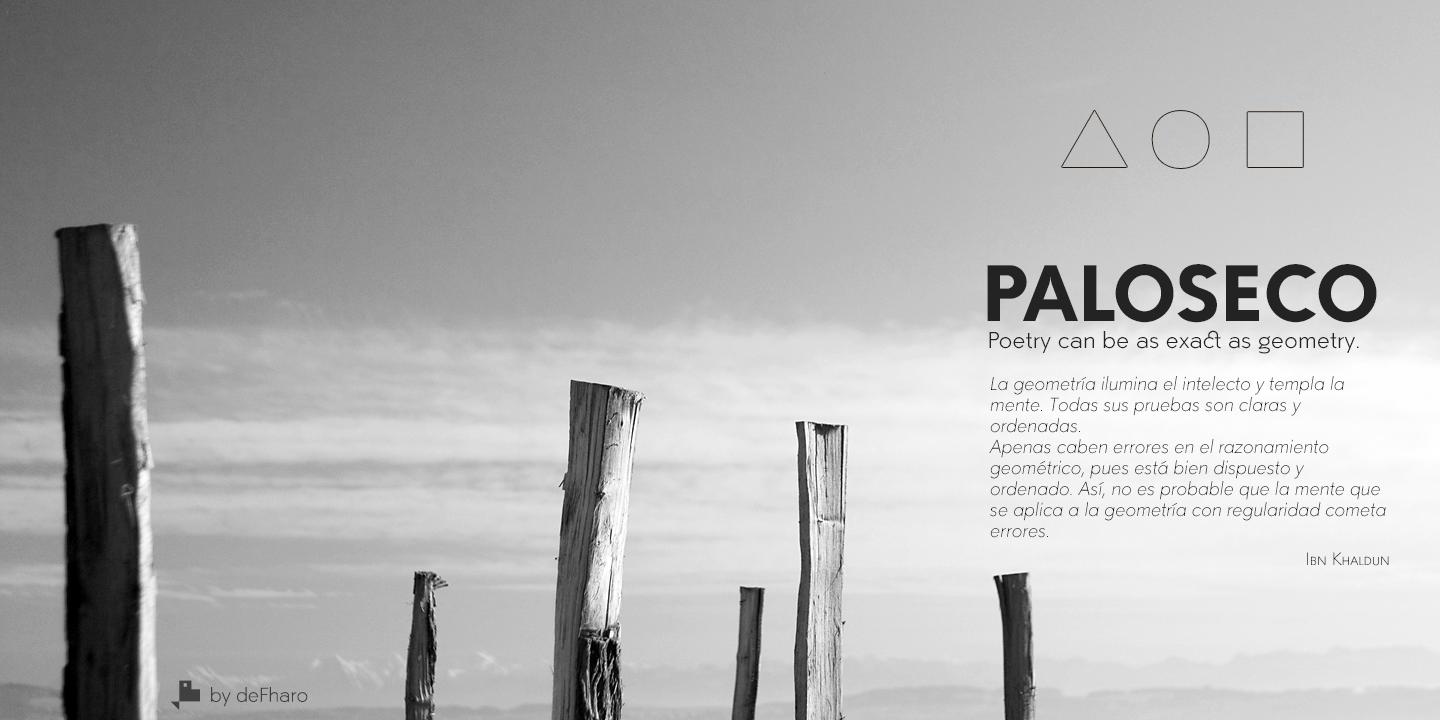 PALOSECO
Poetry can be as exact as geometry.
La geometría ilumina el intelecto y templa la
mente. Todas sus pruebas son claras y
ordenadas.
Apenas caben errores en el razonamiento
geométrico, pues está bien dispuesto y
ordenado. Así, no es probable que la mente que
se aplica a la geometría con regularidad cometa
errores.
Ibn Khaldun
by deFharo